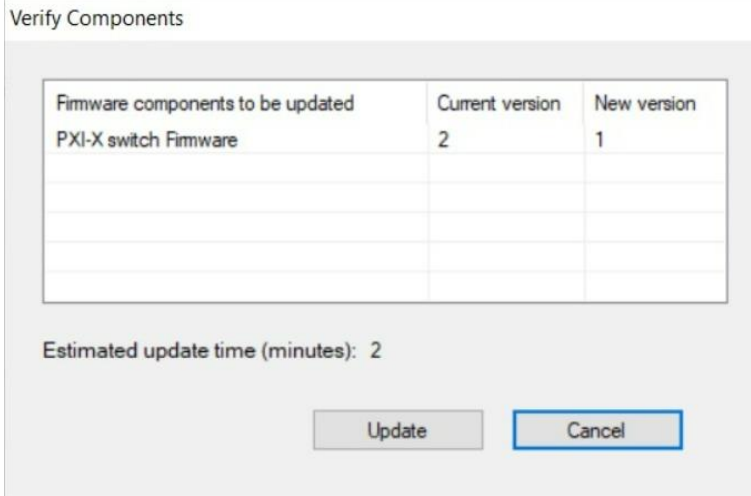 Verify Components
Firmware components to be updated Current version New version
PXI-X switch Firmware 2 1
Estimated update time (minutes): 2
Update Cancel